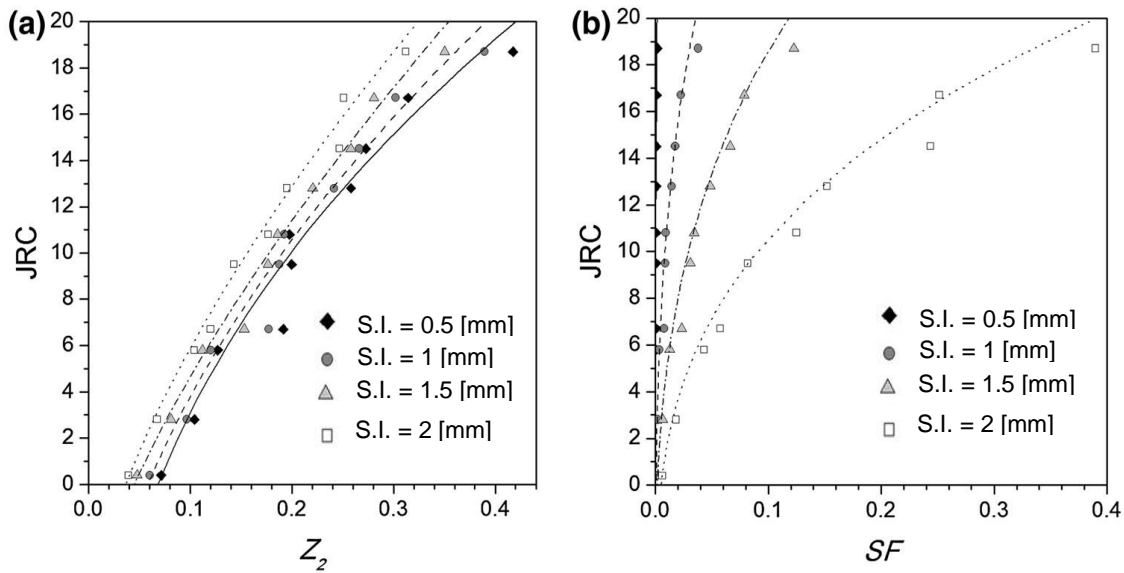 (a)
20
18
16
14
12
10
8
6
4
2
0
JRC
0.0 0.1 0.2 0.3 0.4
Z2
S.I. = 0.5 [mm]
S.I. = 1 [mm]
S.I. = 1.5 [mm]
S.I. = 2 [mm]
(b)
20
18
16
14
12
10
8
6
4
2
0
JRC
0.0 0.1 0.2 0.3 0.4
SF
S.I. = 0.5 [mm]
S.I. = 1 [mm]
S.I. = 1.5 [mm]
S.I. = 2 [mm]